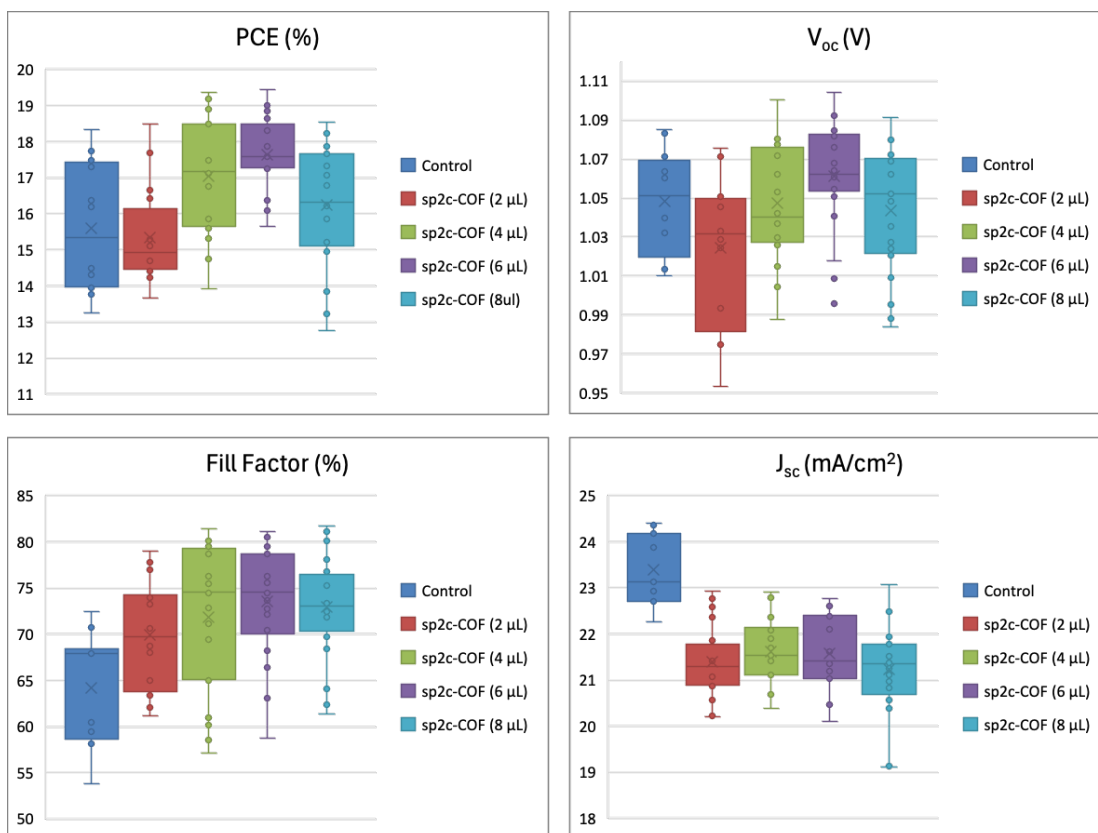 PCE (%)
20
19
18
17
16
15
14
13
12
11
Control
sp2c-COF (2 µL)
sp2c-COF (4 µL)
sp2c-COF (6 µL)
sp2c-COF (8ul)
Voc (V)
1.11
1.09
1.07
1.05
1.03
1.01
0.99
0.97
0.95
Control
sp2c-COF (2 µL)
sp2c-COF (4 µL)
sp2c-COF (6 µL)
sp2c-COF (8 µL)
Fill Factor (%)
85
80
75
70
65
60
55
50
Control
sp2c-COF (2 µL)
sp2c-COF (4 µL)
sp2c-COF (6 µL)
sp2c-COF (8 µL)
Jsc (mA/cm²)
25
24
23
22
21
20
19
18
Control
sp2c-COF (2 µL)
sp2c-COF (4 µL)
sp2c-COF (6 µL)
sp2c-COF (8 µL)